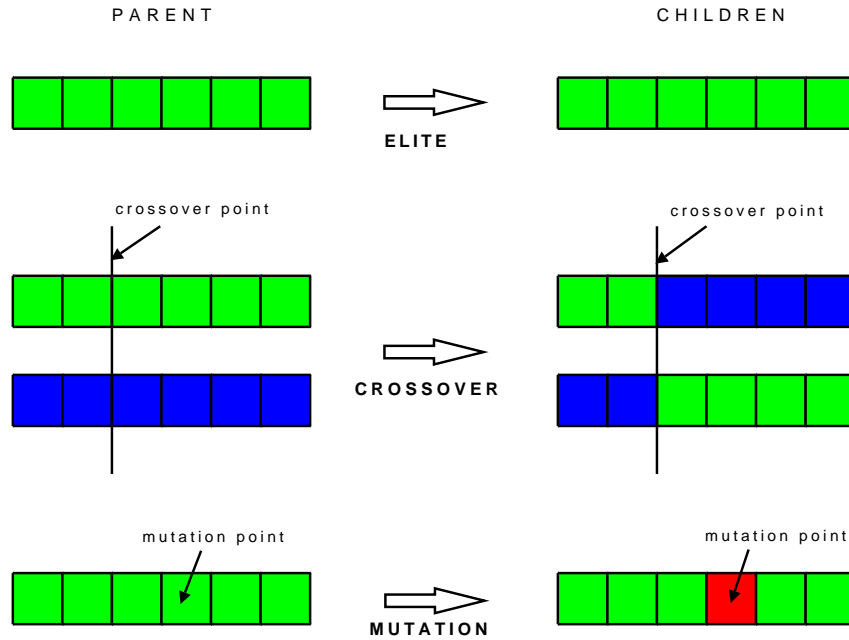 PARENT
CHILDREN
ELITE
crossover point
crossover point
CROSSOVER
mutation point
mutation point
MUTATION